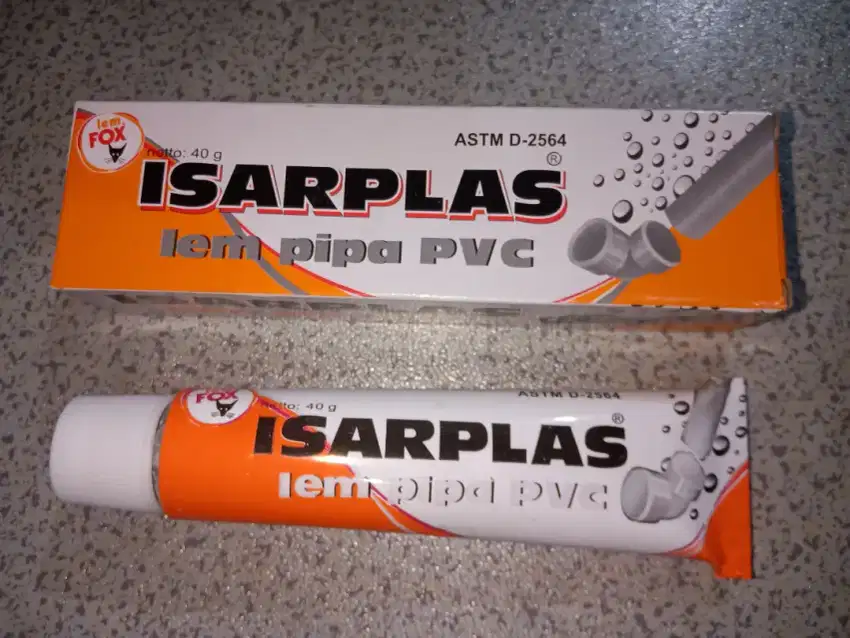 lem
FOX
netto: 40 g
ASTM D-2564
ISARPLAS®
lem pipa PVC
FOX
netto: 40 g
ASTM D-2564
ISARPLAS®
lem pipa PVC